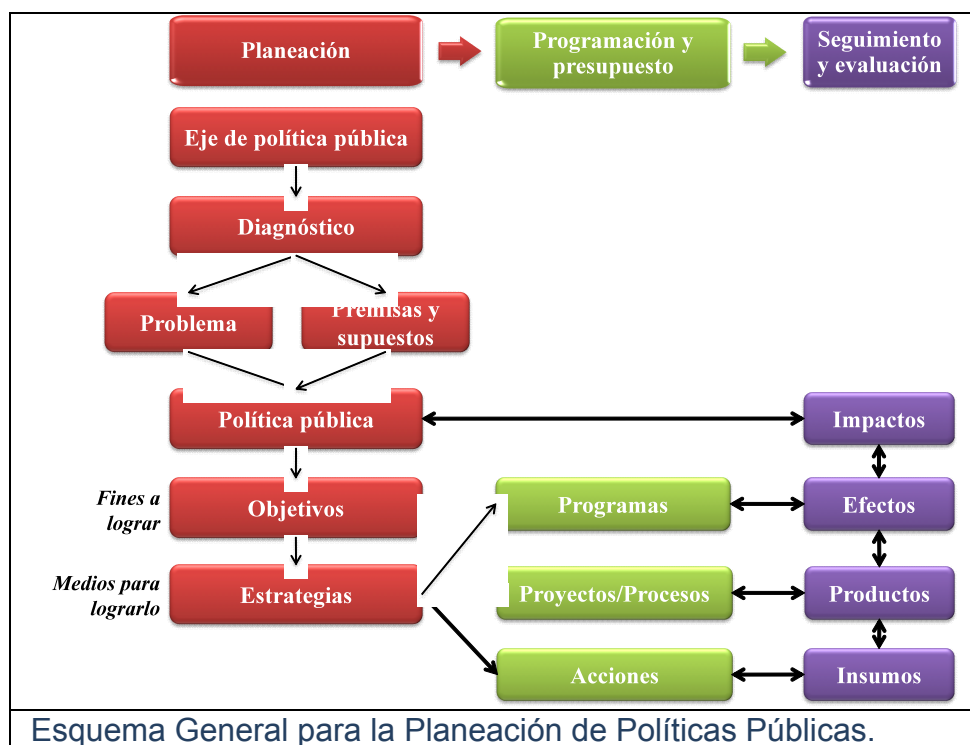 Planeación
Programación y
presupuesto
Seguimiento
y evaluación
Eje de política pública
Diagnóstico
Problema
Premisas y
supuestos
Política pública
Impactos
Fines a
lograr
Objetivos
Programas
Efectos
Medios para
lograrlo
Estrategias
Proyectos/Procesos
Productos
Acciones
Insumos
Esquema General para la Planeación de Políticas Públicas.